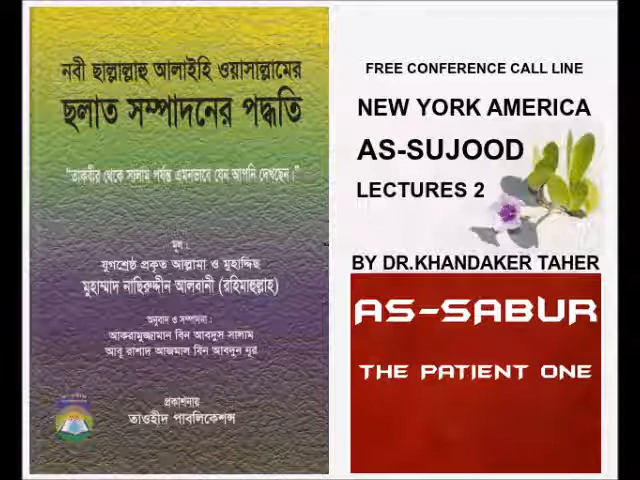 নবী ছাল্লাল্লাহু আলাইহি ওয়াসাল্লামের
ছলাত সম্পাদনের পদ্ধতি
“তাকবীর থেকে সালাম পর্যন্ত এমনভাবে যেন আপনি দেখছেন।”
মূল :
যুগশ্রেষ্ঠ প্রকৃত আল্লামা ও মুহাদ্দিছ
মুহাম্মাদ নাছিরুদ্দীন আলবানী (রহিমাহুল্লাহ)
অনুবাদ ও সম্পাদনা :
আকরামুজ্জামান বিন আবদুস সালাম
আবূ রাশাদ আজমাল বিন আবদুন নূর
প্রকাশনায়
তাওহীদ পাবলিকেশন্স
FREE CONFERENCE CALL LINE
NEW YORK AMERICA
AS-SUJOOD
LECTURES 2
BY DR.KHANDAKER TAHER
AS-SABUR
THE PATIENT ONE